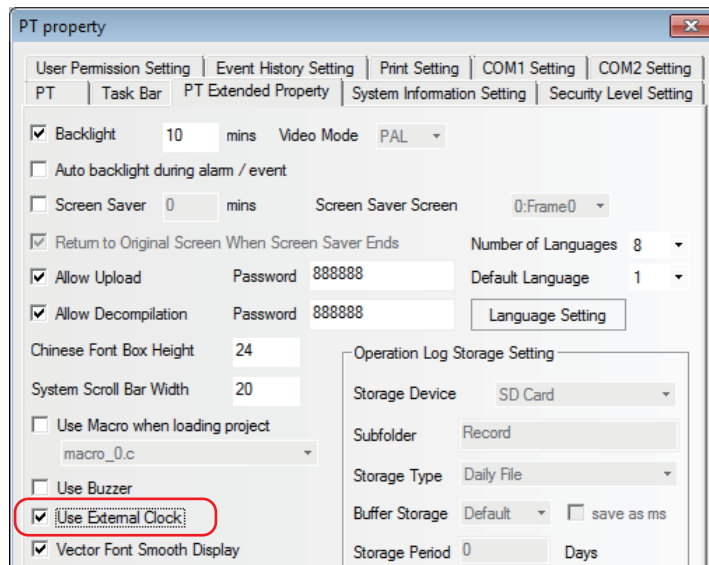 PT property
User Permission Setting Event History Setting Print Setting COM1 Setting COM2 Setting
PT Task Bar PT Extended Property System Information Setting Security Level Setting
Backlight 10 mins Video Mode PAL
Auto backlight during alarm / event
Screen Saver 0 mins Screen Saver Screen 0:Frame0
Return to Original Screen When Screen Saver Ends Number of Languages 8
Allow Upload Password 888888 Default Language 1
Allow Decompilation Password 888888 Language Setting
Chinese Font Box Height 24 Operation Log Storage Setting
System Scroll Bar Width 20 Storage Device SD Card
Use Macro when loading project Subfolder Record
macro_0.c
Storage Type Daily File
Use Buzzer
Use External Clock Buffer Storage Default save as ms
Vector Font Smooth Display Storage Period 0 Days